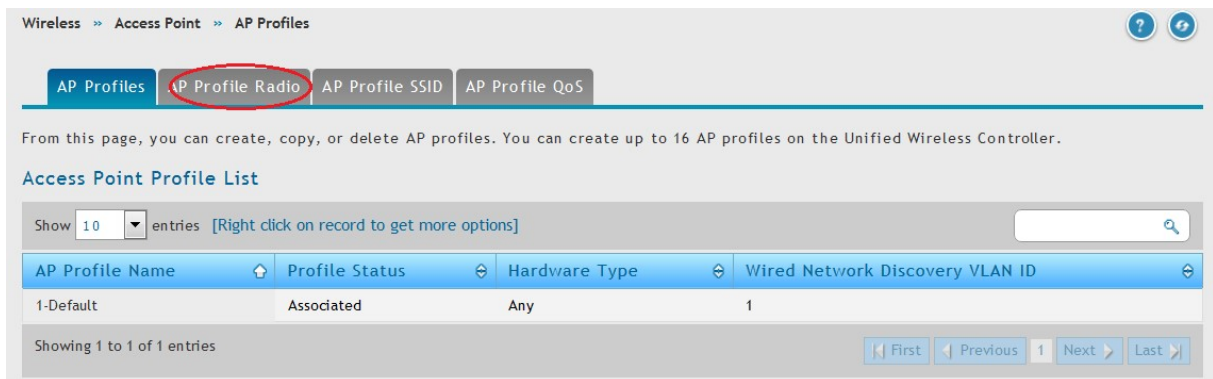 Wireless » Access Point » AP Profiles
?
AP Profiles AP Profile Radio AP Profile SSID AP Profile QoS
From this page, you can create, copy, or delete AP profiles. You can create up to 16 AP profiles on the Unified Wireless Controller.
Access Point Profile List
Show 10 entries [Right click on record to get more options]
AP Profile Name Profile Status Hardware Type Wired Network Discovery VLAN ID
1-Default Associated Any 1
Showing 1 to 1 of 1 entries First Previous 1 Next Last